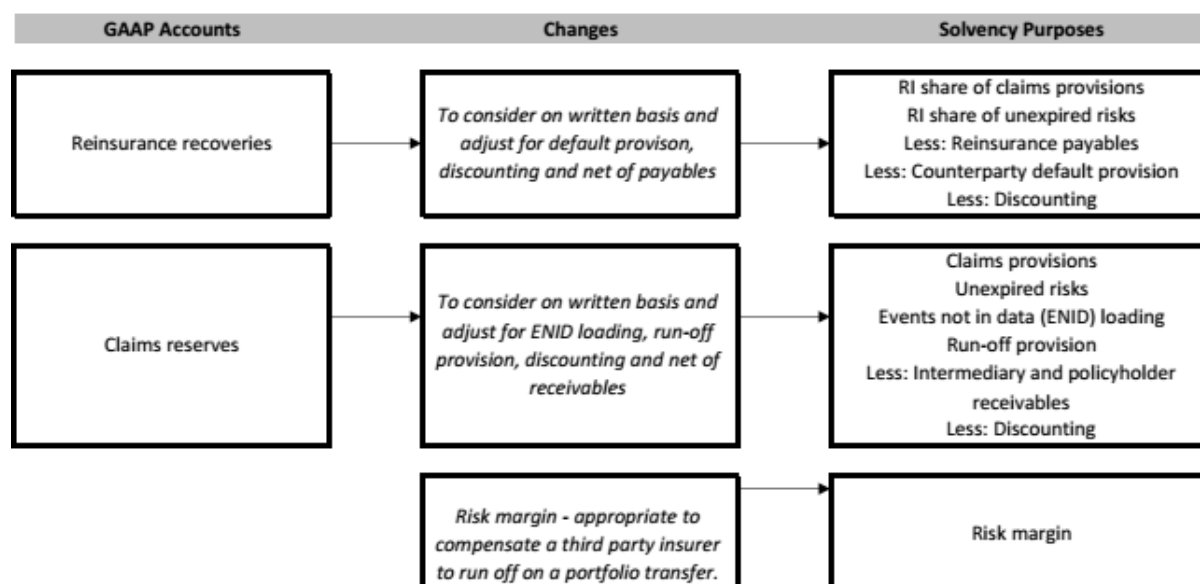 GAAP Accounts
Changes
Solvency Purposes
Reinsurance recoveries
To consider on written basis and
adjust for default provison,
discounting and net of payables
RI share of claims provisions
RI share of unexpired risks
Less: Reinsurance payables
Less: Counterparty default provision
Less: Discounting
Claims reserves
To consider on written basis and
adjust for ENID loading, run-off
provision, discounting and net of
receivables
Claims provisions
Unexpired risks
Events not in data (ENID) loading
Run-off provision
Less: Intermediary and policyholder
receivables
Less: Discounting
Risk margin - appropriate to
compensate a third party insurer
to run off on a portfolio transfer.
Risk margin